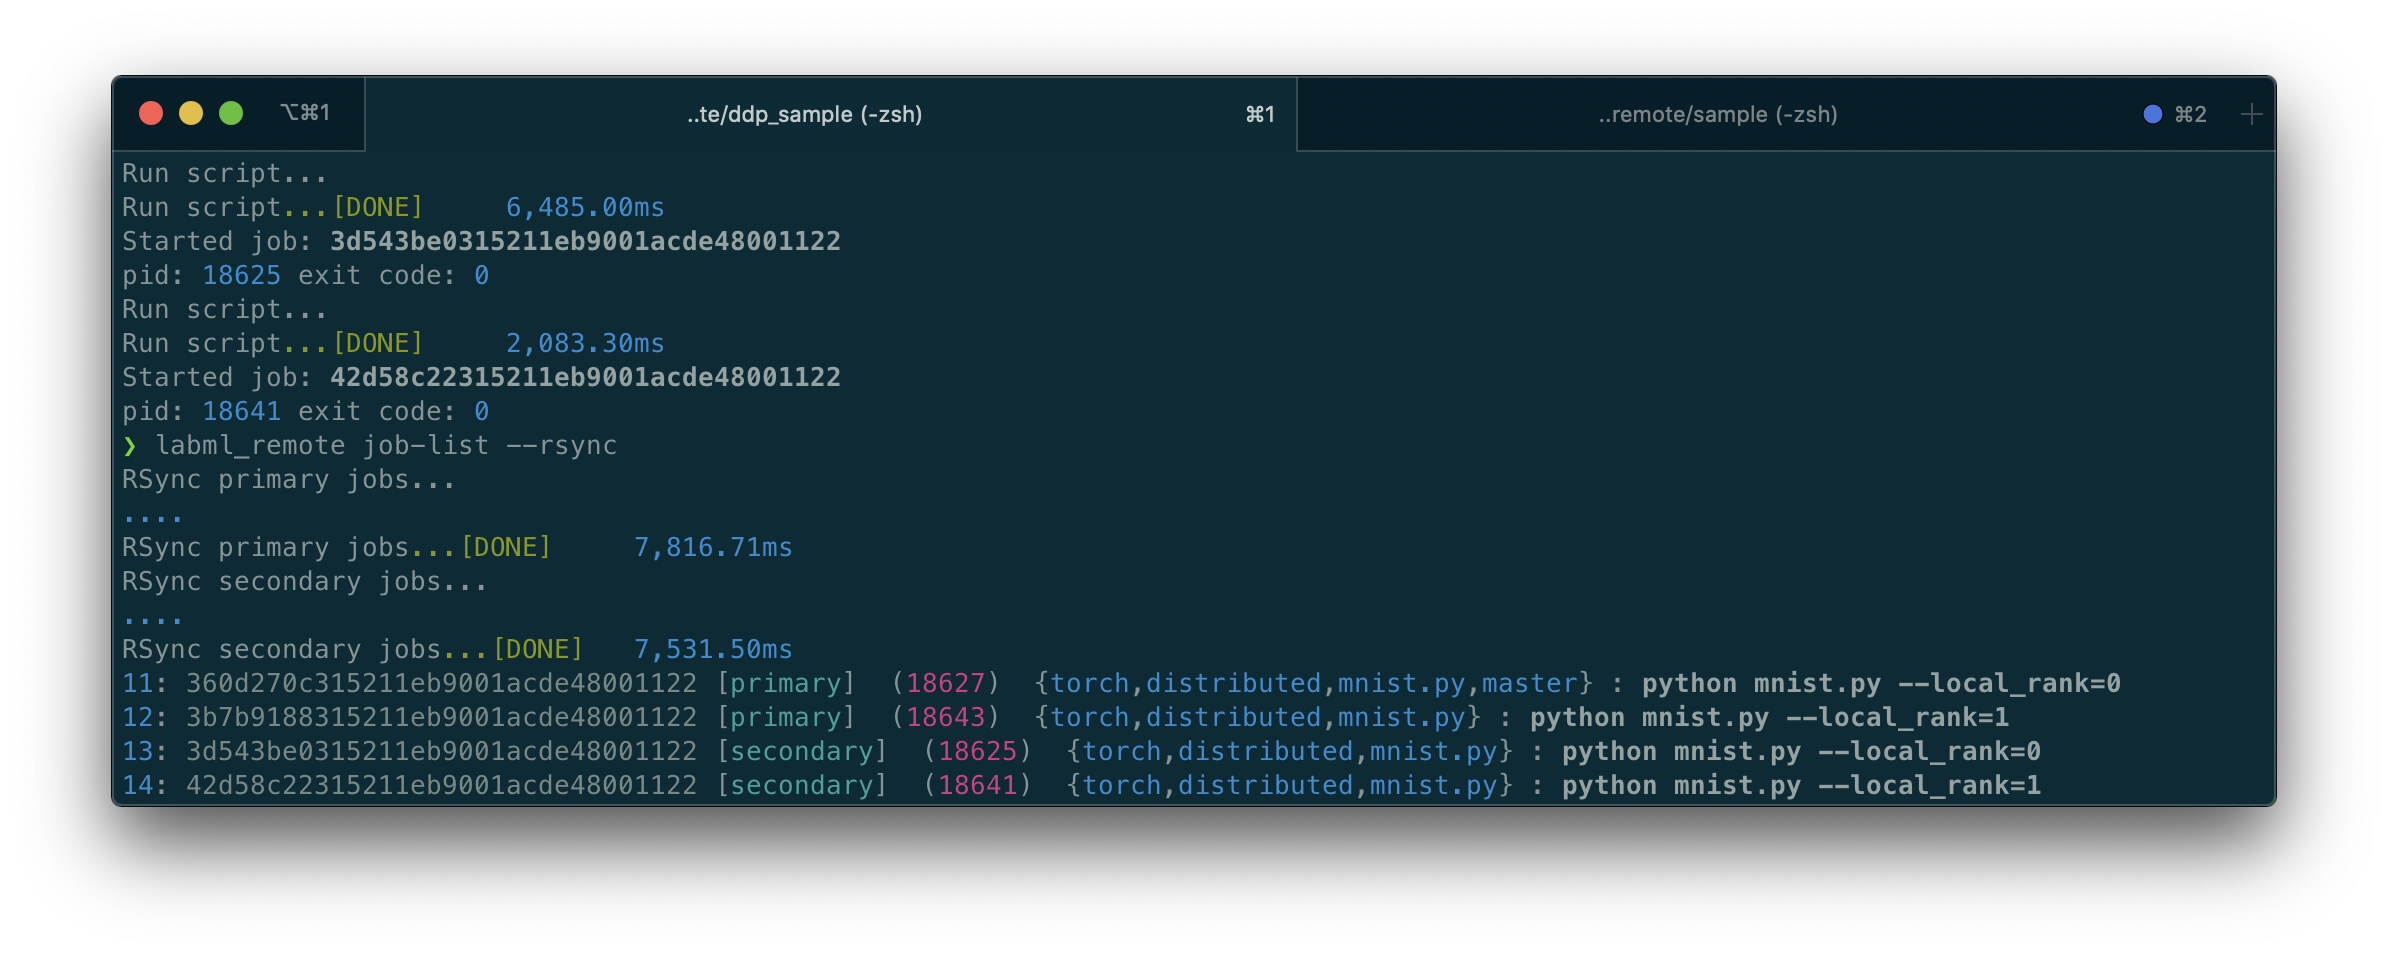 ⌥⌘1 ..te/ddp_sample (-zsh) ⌘1 ..remote/sample (-zsh) ⌘2 +
Run script...
Run script...[DONE] 6,485.00ms
Started job: 3d543be0315211eb9001acde48001122
pid: 18625 exit code: 0
Run script...
Run script...[DONE] 2,083.30ms
Started job: 42d58c22315211eb9001acde48001122
pid: 18641 exit code: 0
❯ labml_remote job-list --rsync
RSync primary jobs...
....
RSync primary jobs...[DONE] 7,816.71ms
RSync secondary jobs...
....
RSync secondary jobs...[DONE] 7,531.50ms
11: 360d270c315211eb9001acde48001122 [primary] (18627) {torch,distributed,mnist.py,master} : python mnist.py --local_rank=0
12: 3b7b9188315211eb9001acde48001122 [primary] (18643) {torch,distributed,mnist.py} : python mnist.py --local_rank=1
13: 3d543be0315211eb9001acde48001122 [secondary] (18625) {torch,distributed,mnist.py} : python mnist.py --local_rank=0
14: 42d58c22315211eb9001acde48001122 [secondary] (18641) {torch,distributed,mnist.py} : python mnist.py --local_rank=1